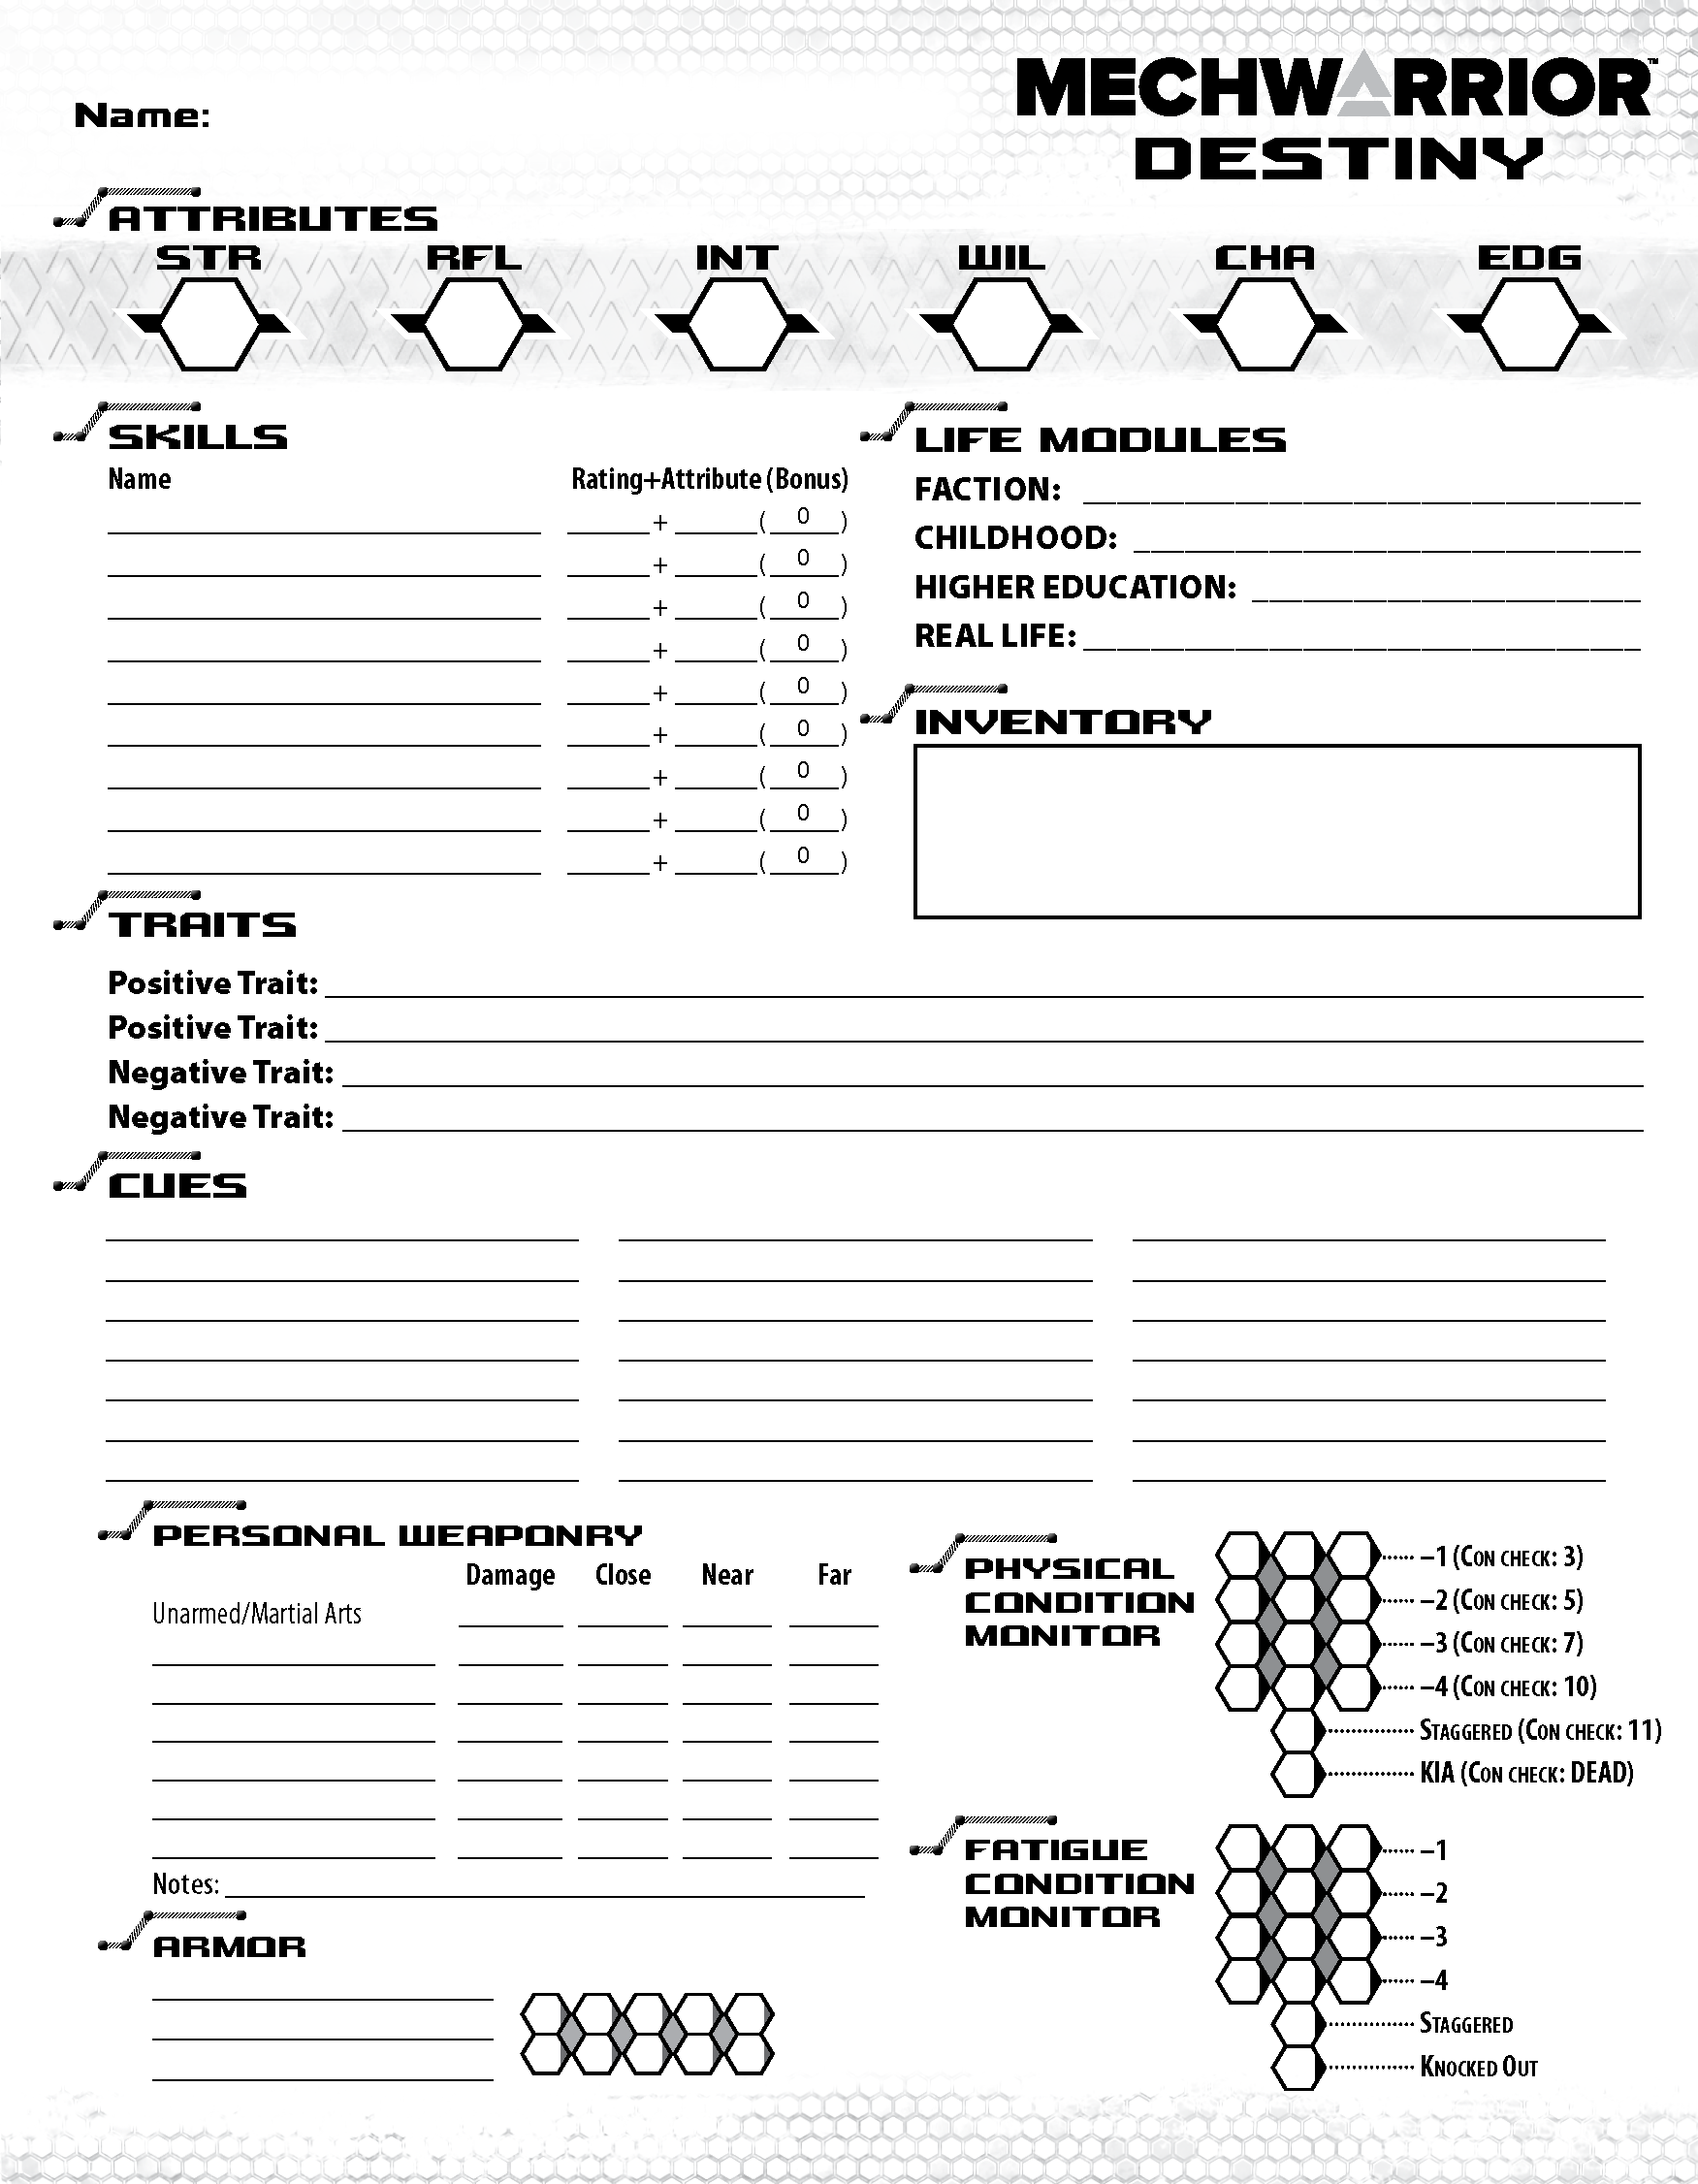 MECHWARRIOR™
DESTINY
Name:
ATTRIBUTES
STR RFL INT WIL CHA EDG
SKILLS
Name Rating+Attribute (Bonus)
+ ( 0 )
+ ( 0 )
+ ( 0 )
+ ( 0 )
+ ( 0 )
+ ( 0 )
+ ( 0 )
+ ( 0 )
+ ( 0 )
LIFE MODULES
FACTION:
CHILDHOOD:
HIGHER EDUCATION:
REAL LIFE:
INVENTORY
TRAITS
Positive Trait:
Positive Trait:
Negative Trait:
Negative Trait:
CUES
PERSONAL WEAPONRY
Damage Close Near Far
Unarmed/Martial Arts
Notes:
ARMOR
PHYSICAL
CONDITION
MONITOR
–1 (CON CHECK: 3)
–2 (CON CHECK: 5)
–3 (CON CHECK: 7)
–4 (CON CHECK: 10)
STAGGERED (CON CHECK: 11)
KIA (CON CHECK: DEAD)
FATIGUE
CONDITION
MONITOR
–1
–2
–3
–4
STAGGERED
KNOCKED OUT